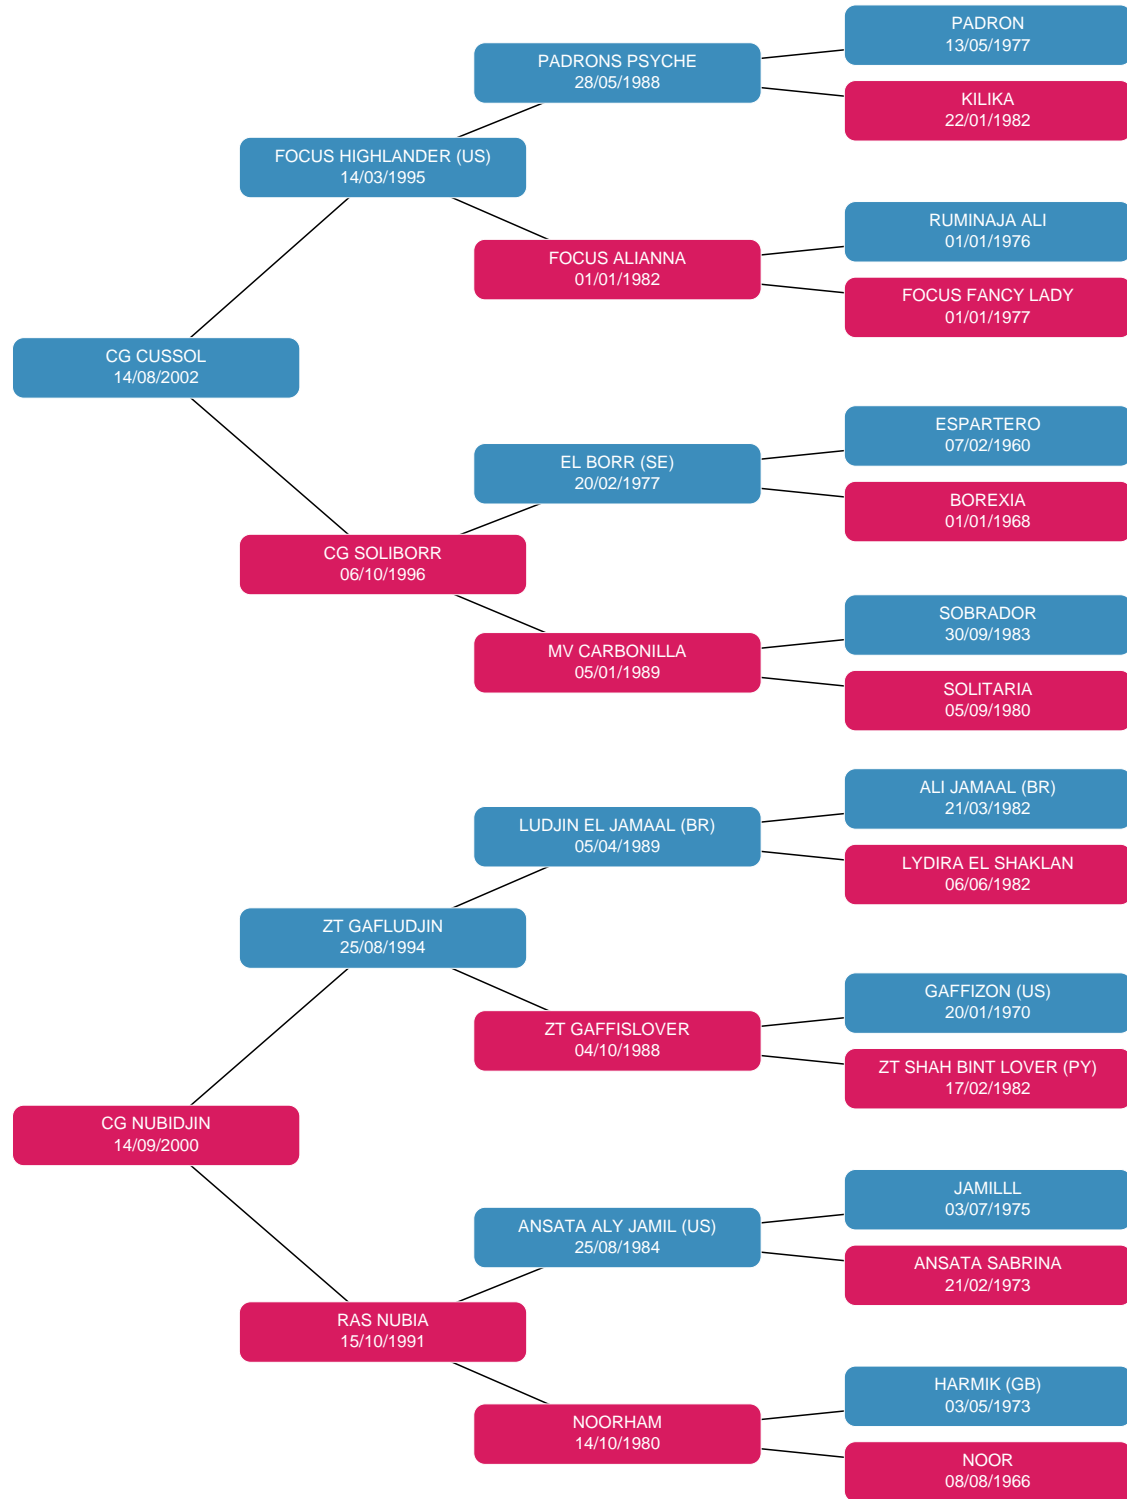 PADRON
13/05/1977
PADRONS PSYCHE
28/05/1988
KILIKA
22/01/1982
FOCUS HIGHLANDER (US)
14/03/1995
RUMINAJA ALI
01/01/1976
FOCUS ALIANNA
01/01/1982
FOCUS FANCY LADY
01/01/1977
CG CUSSOL
14/08/2002
ESPARTERO
07/02/1960
EL BORR (SE)
20/02/1977
BOREXIA
01/01/1968
CG SOLIBORR
06/10/1996
SOBRADOR
30/09/1983
MV CARBONILLA
05/01/1989
SOLITARIA
05/09/1980
ALI JAMAAL (BR)
21/03/1982
LUDJIN EL JAMAAL (BR)
05/04/1989
LYDIRA EL SHAKLAN
06/06/1982
ZT GAFLUDJIN
25/08/1994
GAFFIZON (US)
20/01/1970
ZT GAFFISLOVER
04/10/1988
ZT SHAH BINT LOVER (PY)
17/02/1982
CG NUBIDJIN
14/09/2000
JAMILLL
03/07/1975
ANSATA ALY JAMIL (US)
25/08/1984
ANSATA SABRINA
21/02/1973
RAS NUBIA
15/10/1991
HARMIK (GB)
03/05/1973
NOORHAM
14/10/1980
NOOR
08/08/1966